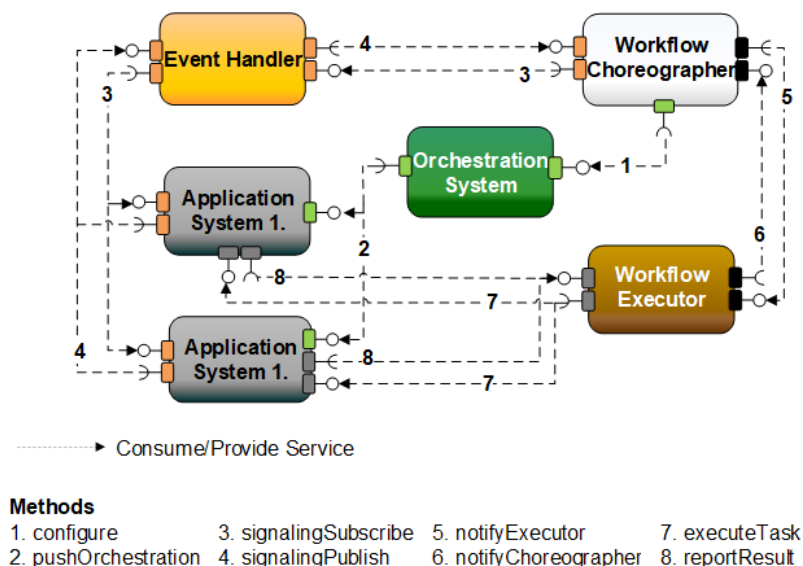 Event Handler
4
3
Workflow
Choreographer
3
5
Orchestration
System
1
Application
System 1.
2
6
8
7
Workflow
Executor
4
Application
System 1.
8
7
Consume/Provide Service
Methods
1. configure 3. signalingSubscribe 5. notifyExecutor 7. executeTask
2. pushOrchestration 4. signalingPublish 6. notifyChoreographer 8. reportResult